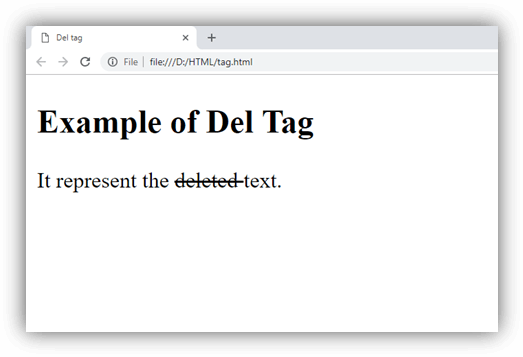 Del tag
File file:///D:/HTML/tag.html
Example of Del Tag
It represent the deleted text.